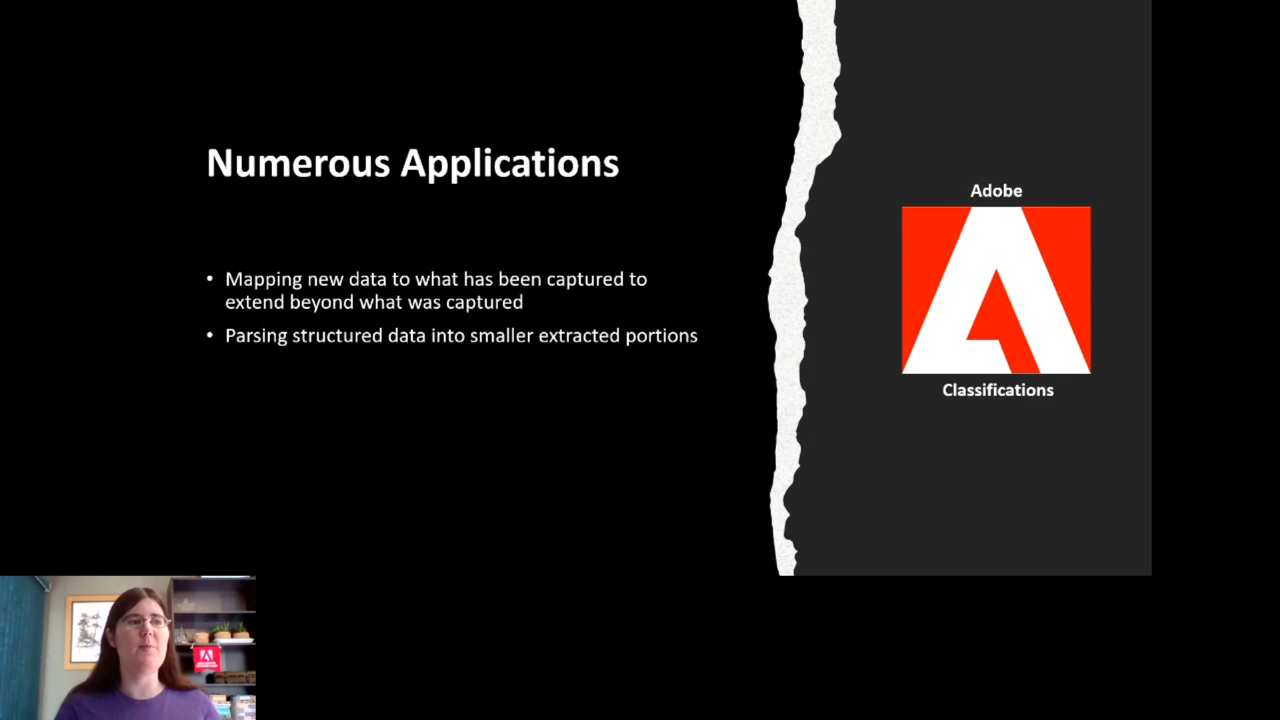 Numerous Applications
• Mapping new data to what has been captured to
extend beyond what was captured
• Parsing structured data into smaller extracted portions
Adobe
Classifications